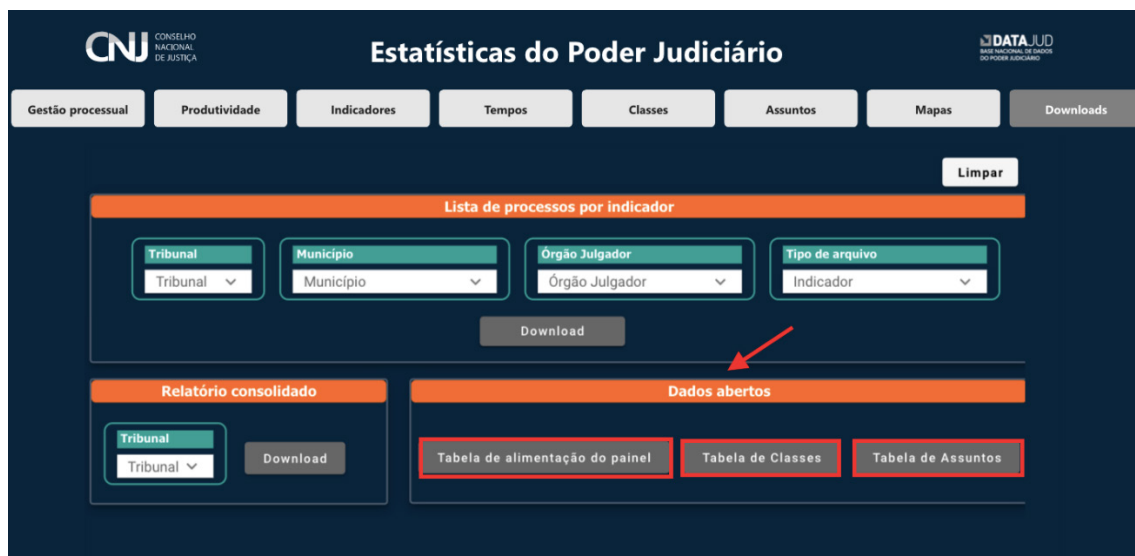 CNJ
CONSELHO
NACIONAL
DE JUSTIÇA
Estatísticas do Poder Judiciário
DATAJUD
BASE NACIONAL DE DADOS
DO PODER JUDICIÁRIO
Gestão processual
Produtividade
Indicadores
Tempos
Classes
Assuntos
Mapas
Downloads
Limpar
Lista de processos por indicador
Tribunal
Município
Órgão Julgador
Tipo de arquivo
Tribunal
Município
Órgão Julgador
Indicador
Download
Relatório consolidado
Tribunal
Tribunal
Download
Dados abertos
Tabela de alimentação do painel
Tabela de Classes
Tabela de Assuntos